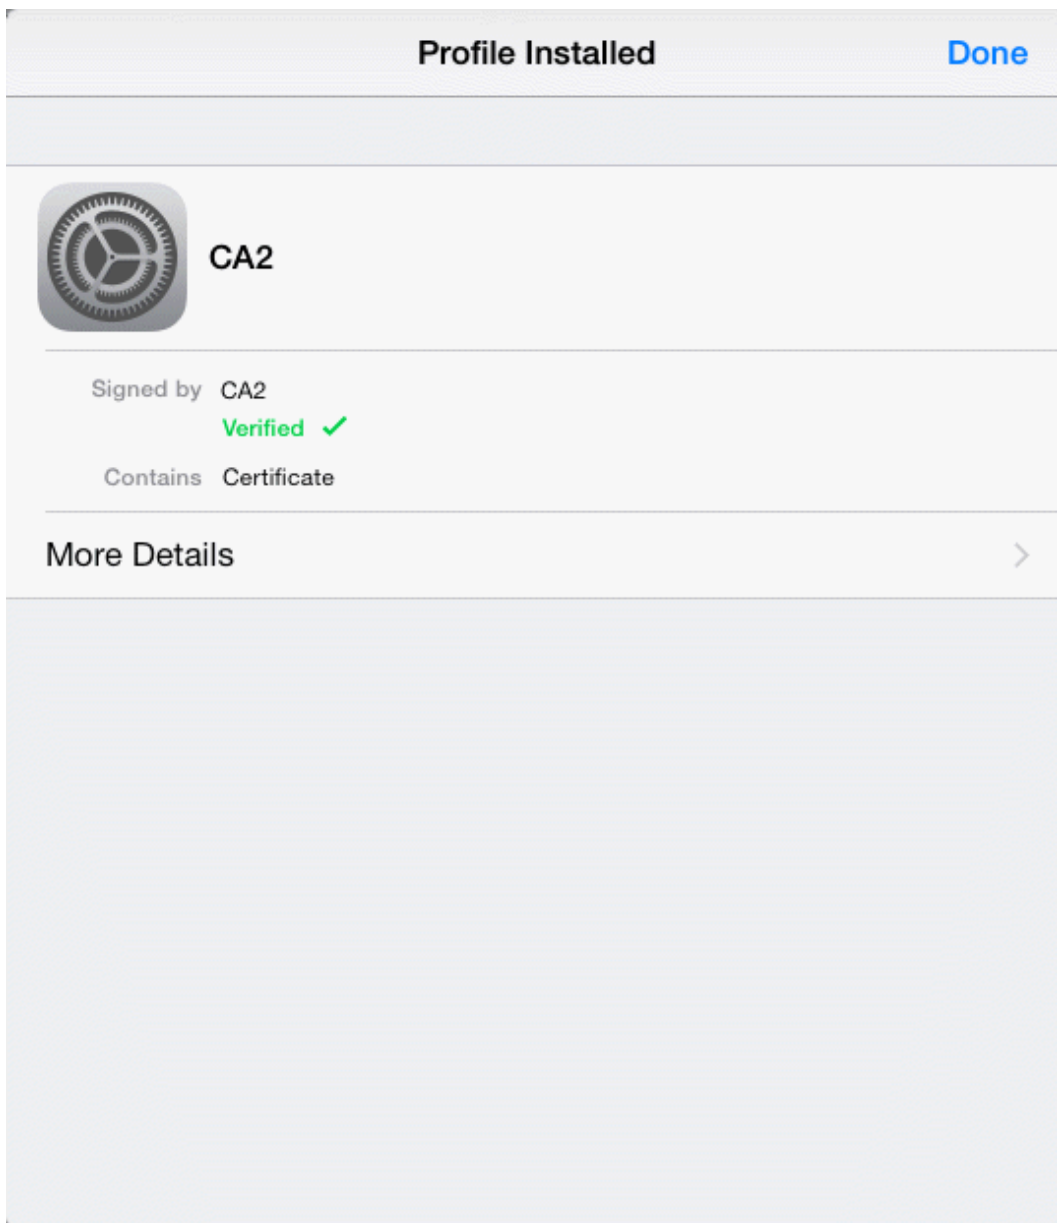 Profile Installed Done
CA2
Signed by CA2
Verified
Contains Certificate
More Details